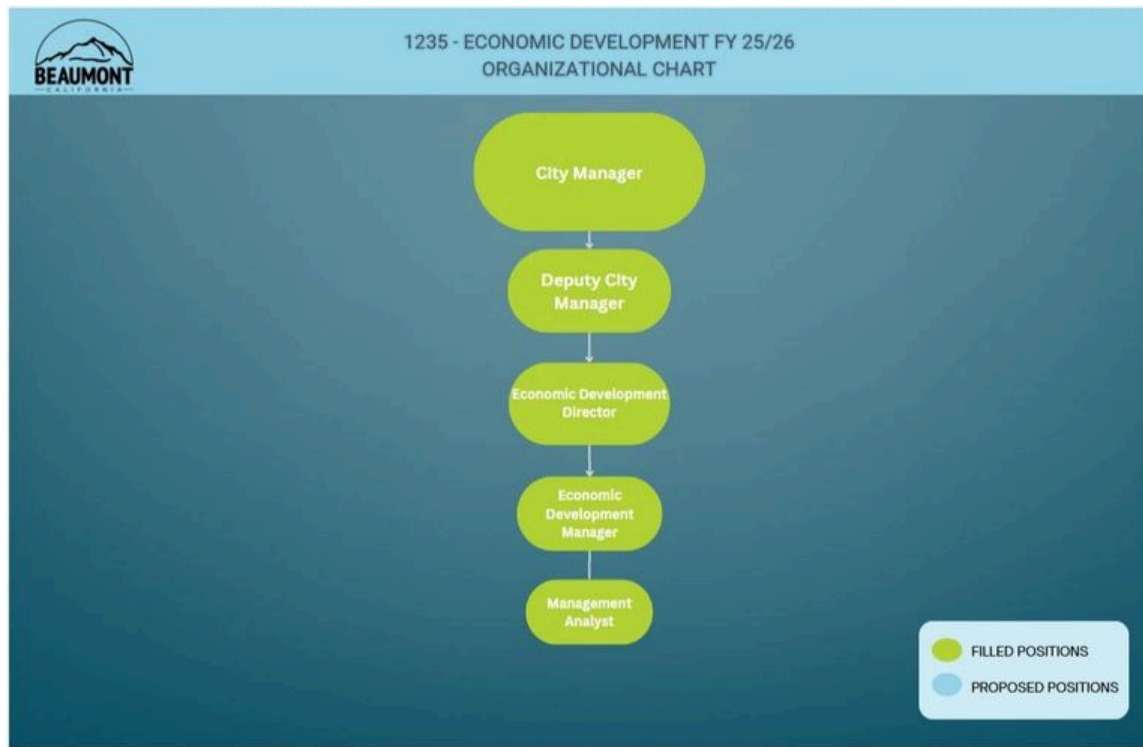 BEAUMONT
CALIFORNIA
1235 - ECONOMIC DEVELOPMENT FY 25/26
ORGANIZATIONAL CHART
City Manager
Deputy City
Manager
Economic Development
Director
Economic
Development
Manager
Management
Analyst
FILLED POSITIONS
PROPOSED POSITIONS